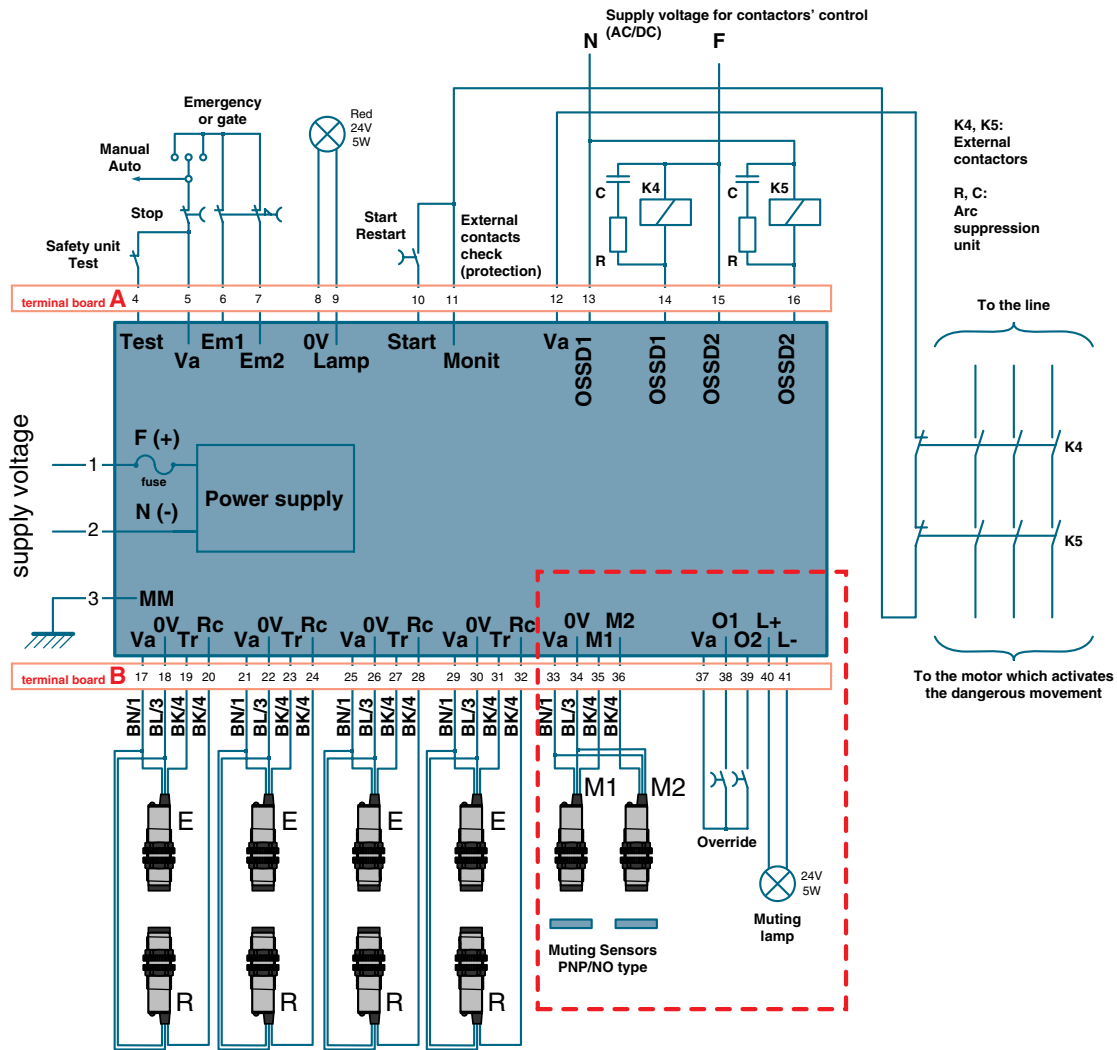 Supply voltage for contactors' control
(AC/DC)
N
F
Emergency
or gate
Red
24V
5W
Manual
Auto
Stop
Safety unit
Test
Start
Restart
External
contacts
check
(protection)
C
K4
R
C
K5
R
K4, K5:
External
contactors
R, C:
Arc
suppression
unit
terminal board A
4 5 6 7 8 9 10 11 12 13 14 15 16
Test Va Em1 Em2 0V Lamp Start Monit Va OSSD1 OSSD1 OSSD2 OSSD2
To the line
K4
K5
To the motor which activates
the dangerous movement
supply voltage
1
F (+)
fuse
2
N (-)
Power supply
3
MM
Va 0V Tr Rc Va 0V Tr Rc Va 0V Tr Rc Va 0V Tr Rc Va 0V M1 M2 Va O1 O2 L+ L-
terminal board B
17 18 19 20 21 22 23 24 25 26 27 28 29 30 31 32 33 34 35 36 37 38 39 40 41
BN/1 BL/3 BK/4 BK/4 BN/1 BL/3 BK/4 BK/4 BN/1 BL/3 BK/4 BK/4 BN/1 BL/3 BK/4 BK/4 BN/1 BL/3 BK/4 BK/4
E E E E M1 M2
Override
24V
5W
Muting
lamp
Muting Sensors
PNP/NO type
R R R R